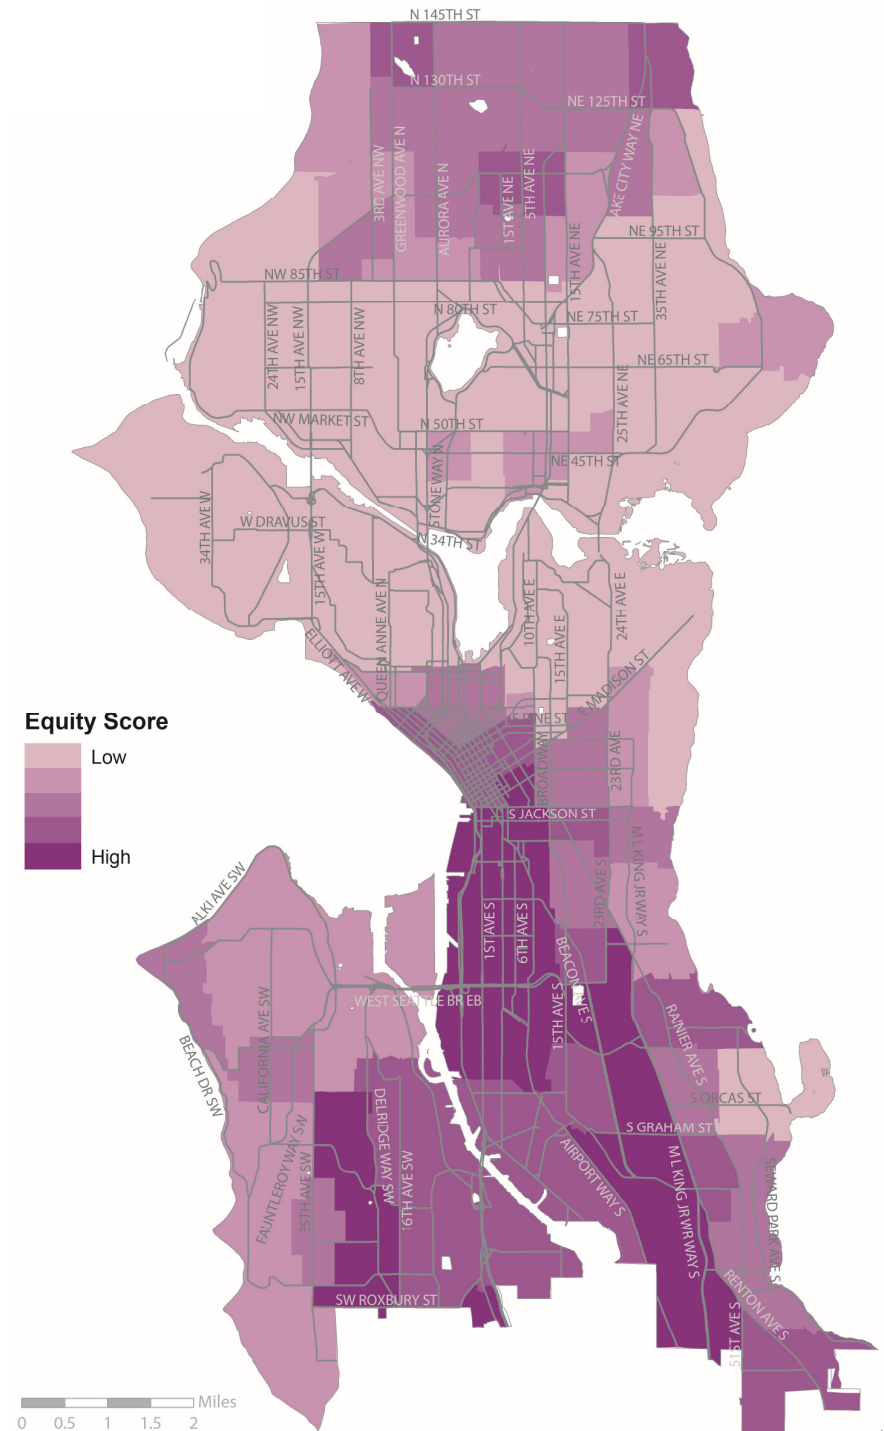 N 145TH ST
N 130TH ST
NE 125TH ST
LAKE CITY WAY NE
3RD AVE NW
GREENWOOD AVE N
AURORA AVE N
1ST AVE NE
5TH AVE NE
15TH AVE NE
NE 95TH ST
35TH AVE NE
NW 85TH ST
N 80TH ST
NE 75TH ST
24TH AVE NW
15TH AVE NW
8TH AVE NW
NE 65TH ST
25TH AVE NE
NW MARKET ST
N 50TH ST
NE 45TH ST
STONE WAY N
34TH AVE W
W DRAVUS ST
15TH AVE W
N 34TH ST
QUEEN ANNE AVE N
10TH AVE E
15TH AVE E
24TH AVE E
ELLIOTT AVE W
E MADISON ST
E PINE ST
Equity Score
Low
High
BROADWAY
23RD AVE
S JACKSON ST
M L KING JR WAY S
23RD AVE S
ALKI AVE SW
1ST AVE S
6TH AVE S
BEACON AVE S
15TH AVE S
WEST SEATTLE BR EB
CALIFORNIA AVE SW
BEACH DR SW
RAINIER AVE S
S ORCAS ST
S GRAHAM ST
DELRIDGE WAY SW
FAUNTLEROY WAY SW
35TH AVE SW
16TH AVE SW
AIRPORT WAY S
M L KING JR WR WAY S
SEWARD PARK AVE S
SW ROXBURY ST
RENTON AVE S
51ST AVE S
Miles
0 0.5 1 1.5 2